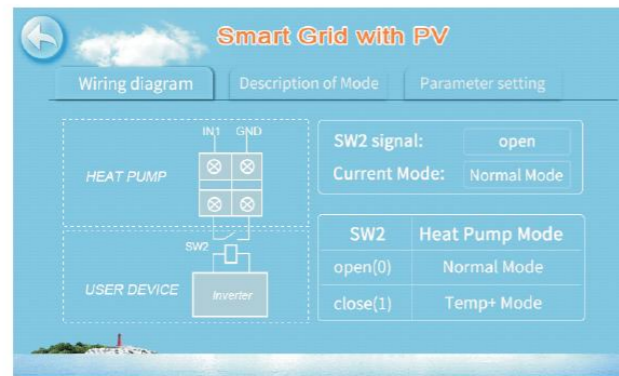 Smart Grid with PV
Wiring diagram
Description of Mode
Parameter setting
IN1 GND
HEAT PUMP
SW2
USER DEVICE
Inverter
SW2 signal: open
Current Mode: Normal Mode
SW2 Heat Pump Mode
open(0) Normal Mode
close(1) Temp+ Mode